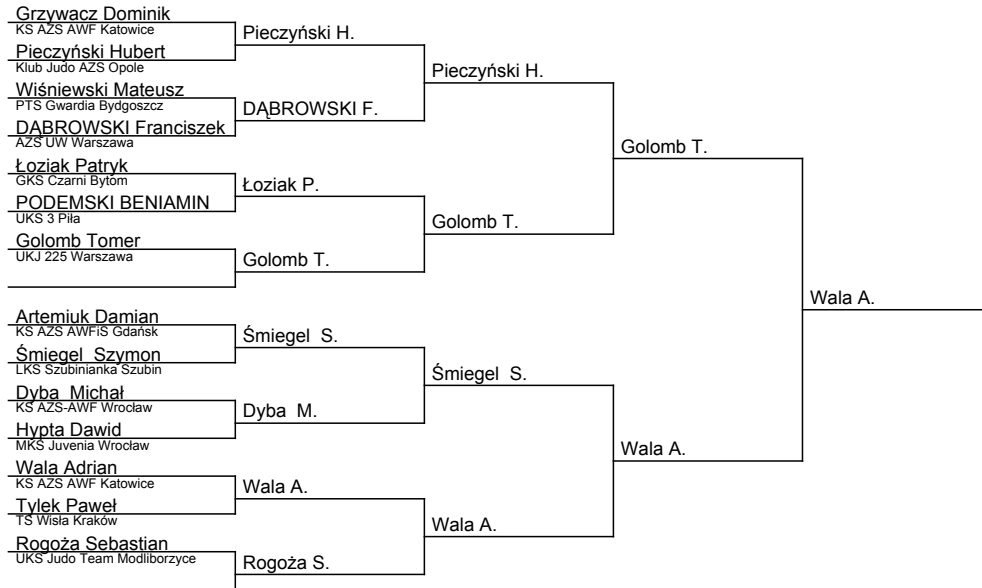 Grzywacz Dominik
KS AZS AWF Katowice
Pieczyński H.
Pieczyński Hubert
Klub Judo AZS Opole
Pieczyński H.
Wiśniewski Mateusz
PTS Gwardia Bydgoszcz
DĄBROWSKI F.
DĄBROWSKI Franciszek
AZS UW Warszawa
Golomb T.
Łoziak Patryk
GKS Czarni Bytom
Łoziak P.
PODEMSKI BENIAMIN
UKS 3 Piła
Golomb T.
Golomb Tomer
UKJ 225 Warszawa
Golomb T.
Wala A.
Artemiuk Damian
KS AZS AWFiS Gdańsk
Śmiegel S.
Śmiegel Szymon
LKS Szubinianka Szubin
Śmiegel S.
Dyba Michał
KS AZS-AWF Wrocław
Dyba M.
Hypta Dawid
MKS Juvenia Wrocław
Wala A.
Wala Adrian
KS AZS AWF Katowice
Wala A.
Tylek Paweł
TS Wisła Kraków
Wala A.
Rogoża Sebastian
UKS Judo Team Modliborzyce
Rogoża S.